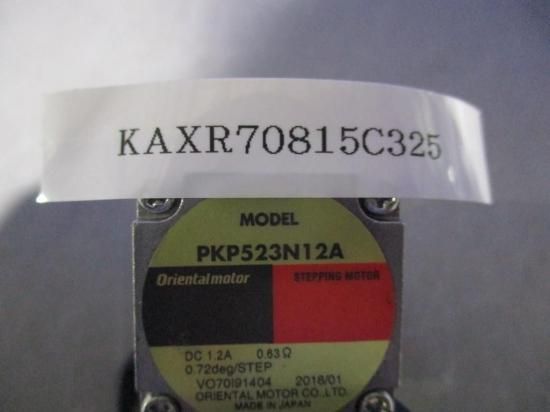 KAXR70815C325
MODEL
PKP523N12A
Orientalmotor STEPPING MOTOR
DC 1.2A 0.63Ω
0.72deg/STEP
VO70I91404 2018/01
ORIENTAL MOTOR CO.,LTD.
MADE IN JAPAN